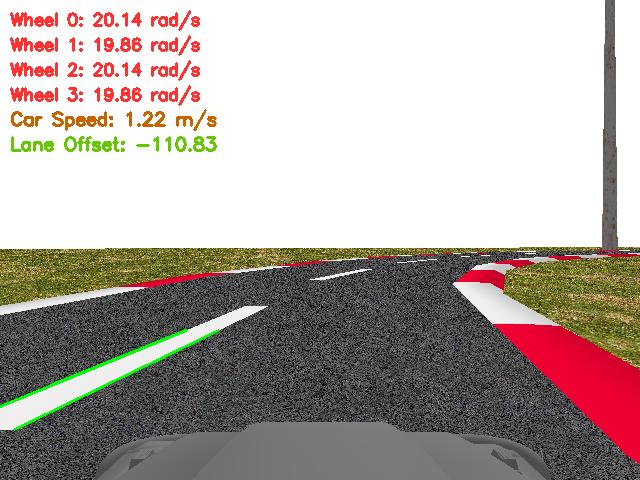 Wheel 0: 20.14 rad/s
Wheel 1: 19.86 rad/s
Wheel 2: 20.14 rad/s
Wheel 3: 19.86 rad/s
Car Speed: 1.22 m/s
Lane Offset: -110.83